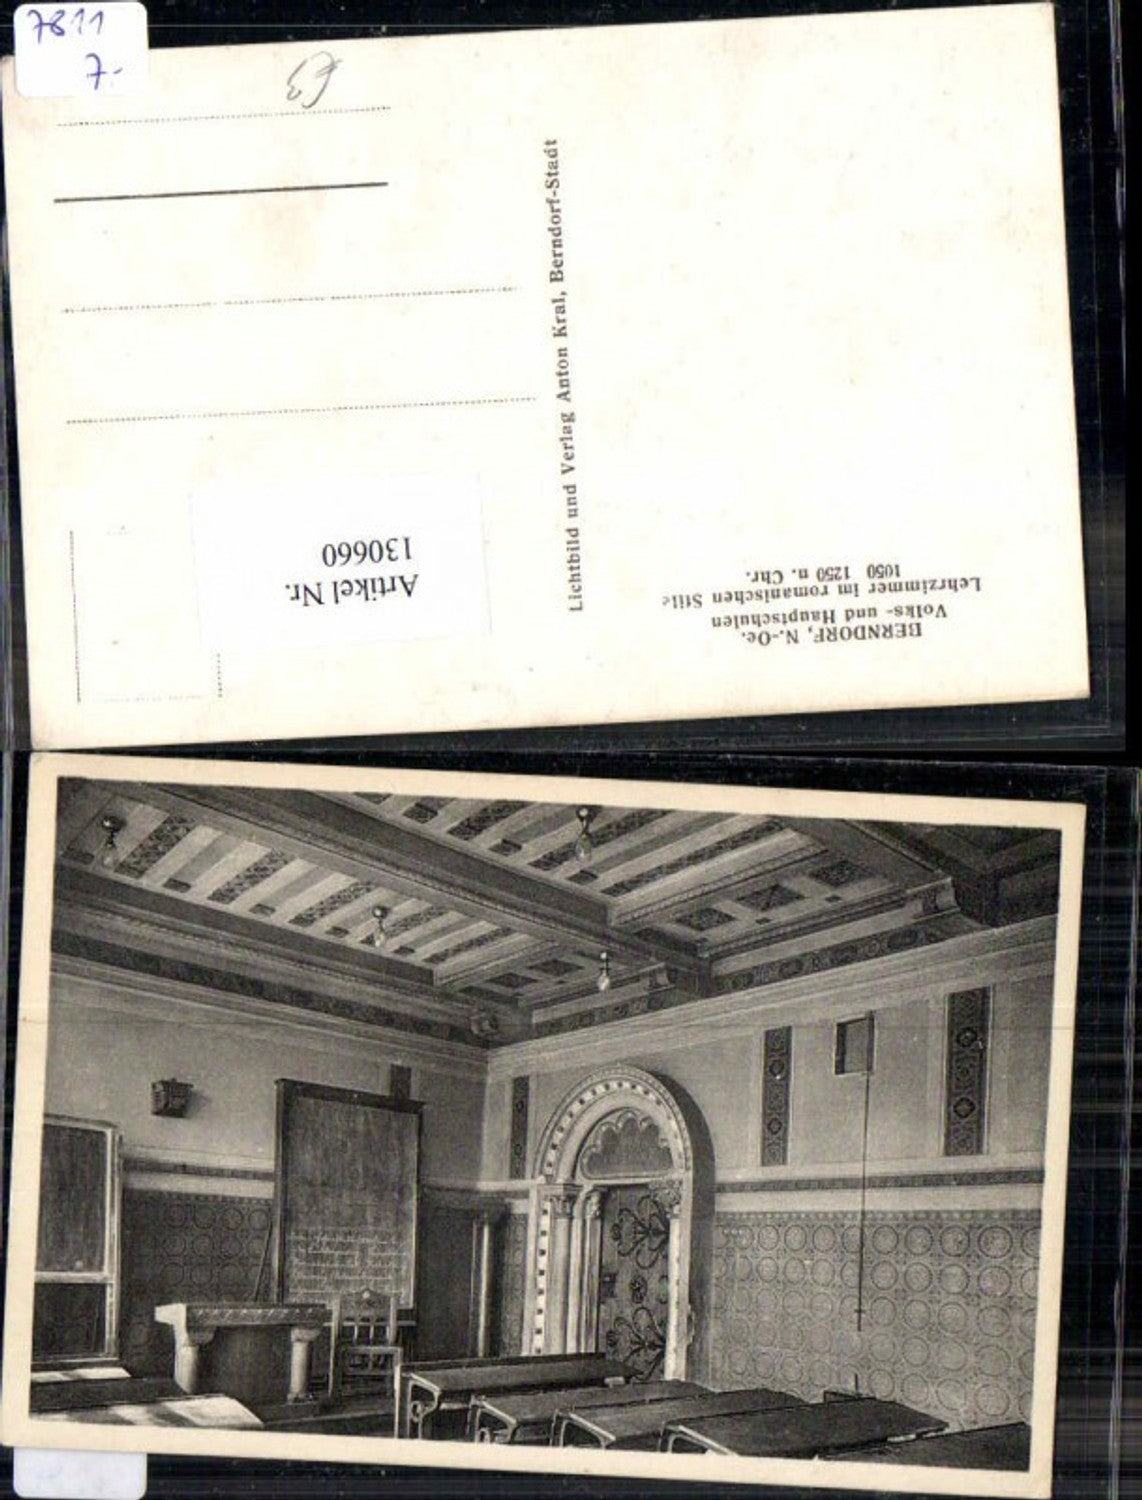 7811
7.-
BERNDORF, N.-Oe.
Volks- und Hauptschulen
Lehrzimmer im romanischen Stile
1050 1250 n. Chr.
Lichtbild und Verlag Anton Kral, Berndorf-Stadt
Artikel Nr.
130660